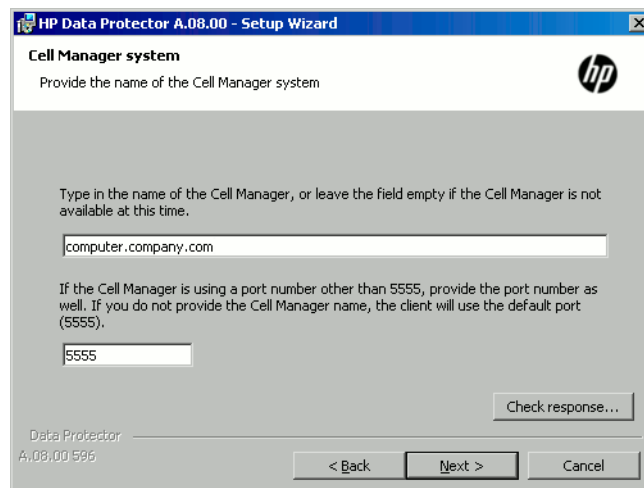 HP Data Protector A.08.00 - Setup Wizard
Cell Manager system
Provide the name of the Cell Manager system
hp
Type in the name of the Cell Manager, or leave the field empty if the Cell Manager is not
available at this time.
computer.company.com
If the Cell Manager is using a port number other than 5555, provide the port number as
well. If you do not provide the Cell Manager name, the client will use the default port
(5555).
5555
Check response...
Data Protector
A.08.00 596
< Back
Next >
Cancel